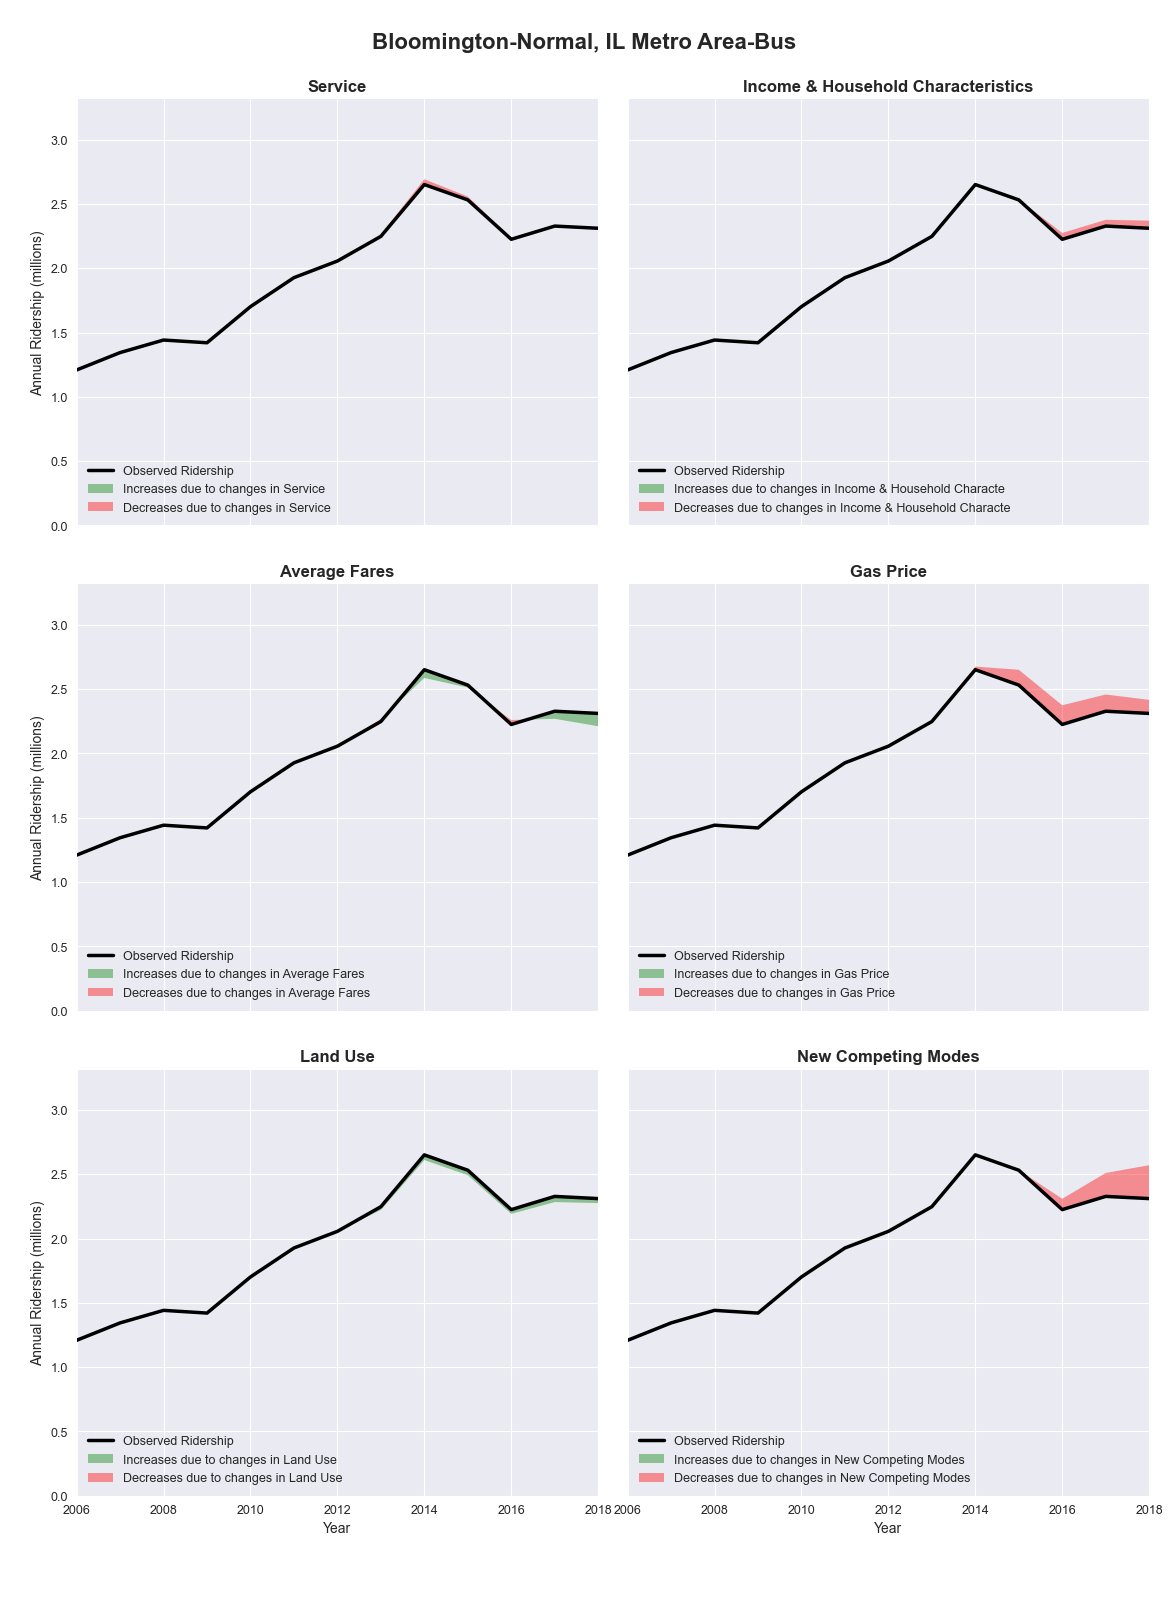 Bloomington-Normal, IL Metro Area-Bus
Service
Annual Ridership (millions)
3.0
2.5
2.0
1.5
1.0
0.5
0.0
Observed Ridership
Increases due to changes in Service
Decreases due to changes in Service
Income & Household Characteristics
Observed Ridership
Increases due to changes in Income & Household Characte
Decreases due to changes in Income & Household Characte
Average Fares
Annual Ridership (millions)
3.0
2.5
2.0
1.5
1.0
0.5
0.0
Observed Ridership
Increases due to changes in Average Fares
Decreases due to changes in Average Fares
Gas Price
Observed Ridership
Increases due to changes in Gas Price
Decreases due to changes in Gas Price
Land Use
Annual Ridership (millions)
3.0
2.5
2.0
1.5
1.0
0.5
0.0
Observed Ridership
Increases due to changes in Land Use
Decreases due to changes in Land Use
2006 2008 2010 2012 2014 2016 2018
Year
New Competing Modes
Observed Ridership
Increases due to changes in New Competing Modes
Decreases due to changes in New Competing Modes
2006 2008 2010 2012 2014 2016 2018
Year